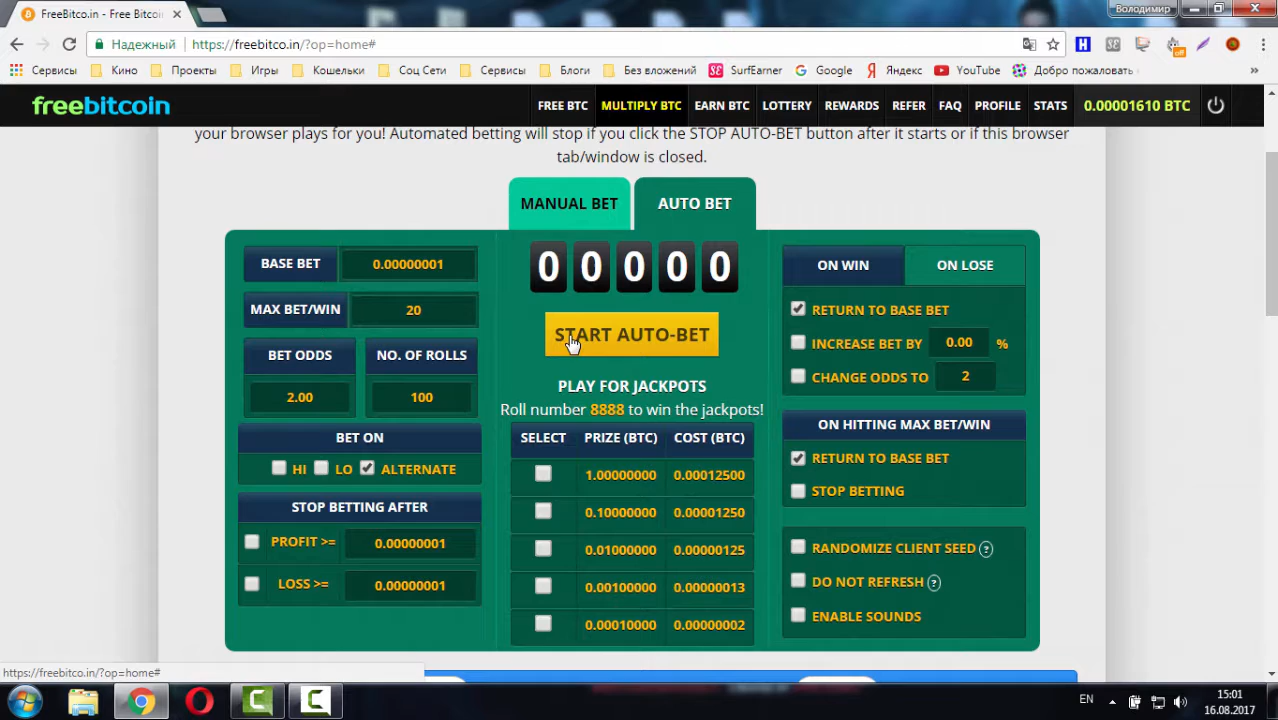 FreeBitco.in - Free Bitcoi
Володимир
Надежный
https://freebitco.in/?op=home#
off
Сервисы Кино Проекты Игры Кошельки Соц Сети Сервисы Блоги Без вложений SurfEarner Google Яндекс YouTube Добро пожаловать
freebitcoin
FREE BTC MULTIPLY BTC EARN BTC LOTTERY REWARDS REFER FAQ PROFILE STATS 0.00001610 BTC
your browser plays for you! Automated betting will stop if you click the STOP AUTO-BET button after it starts or if this browser
tab/window is closed.
MANUAL BET AUTO BET
BASE BET 0.00000001
MAX BET/WIN 20
BET ODDS NO. OF ROLLS
2.00 100
BET ON
HI LO ALTERNATE
STOP BETTING AFTER
PROFIT >= 0.00000001
LOSS >= 0.00000001
0 0 0 0 0
START AUTO-BET
PLAY FOR JACKPOTS
Roll number 8888 to win the jackpots!
SELECT PRIZE (BTC) COST (BTC)
1.00000000 0.00012500
0.10000000 0.00001250
0.01000000 0.00000125
0.00100000 0.00000013
0.00010000 0.00000002
ON WIN ON LOSE
RETURN TO BASE BET
INCREASE BET BY 0.00 %
CHANGE ODDS TO 2
ON HITTING MAX BET/WIN
RETURN TO BASE BET
STOP BETTING
RANDOMIZE CLIENT SEED ?
DO NOT REFRESH ?
ENABLE SOUNDS
https://freebitco.in/?op=home#
EN
15:01
16.08.2017